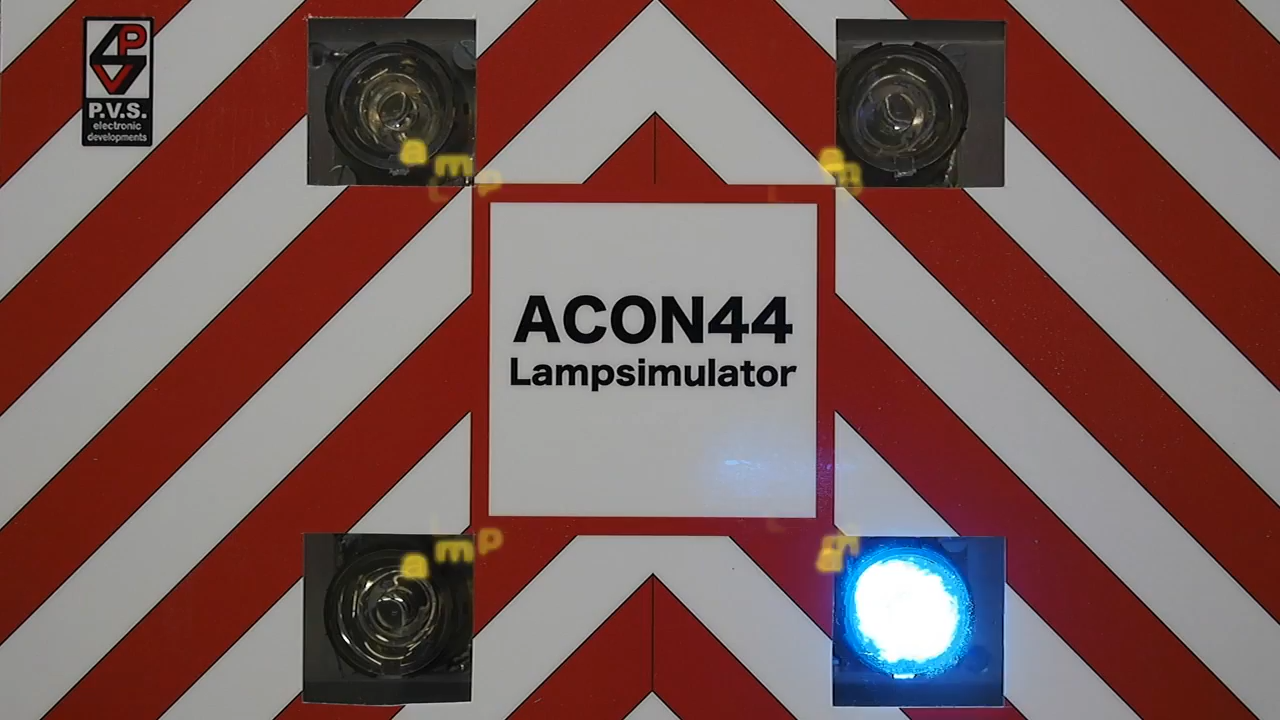 P.V.S.
electronic
developments
ACON44
Lampsimulator